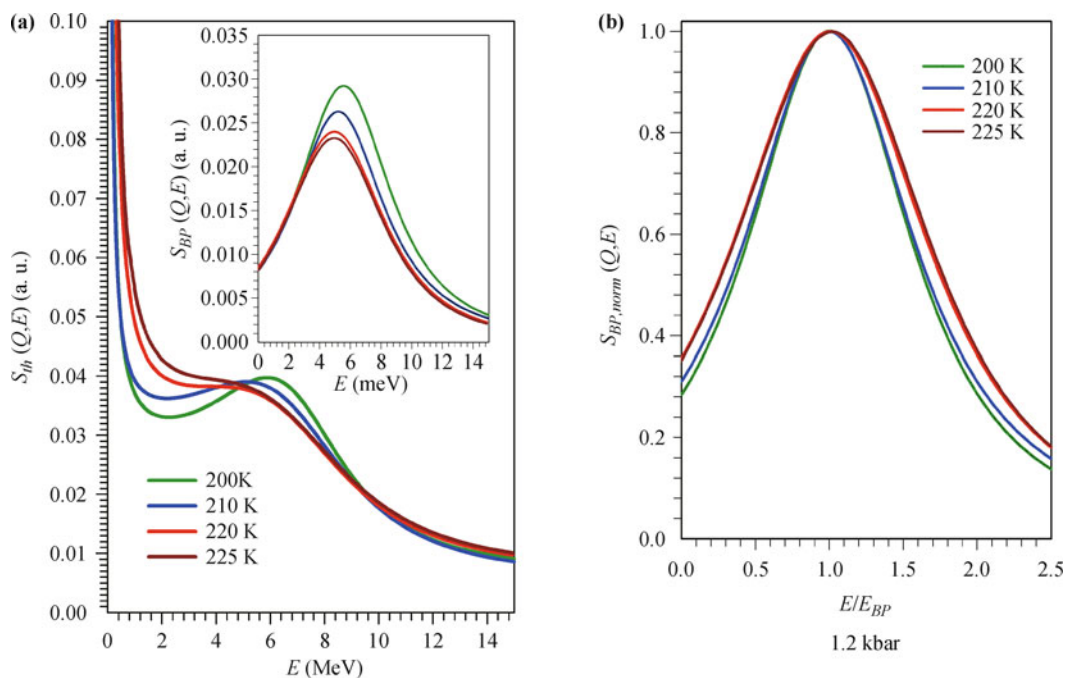 (a)
0.10
0.09
0.08
0.07
0.06
0.05
0.04
0.03
0.02
0.01
0.00
S_th (Q,E) (a. u.)
0 2 4 6 8 10 12 14
E (MeV)
200K
210 K
220 K
225 K
0.035
0.030
0.025
0.020
0.015
0.010
0.005
0.000
S_BP (Q,E) (a. u.)
0 2 4 6 8 10 12 14
E (meV)
(b)
1.0
0.8
0.6
0.4
0.2
0.0
S_BP,norm (Q,E)
200 K
210 K
220 K
225 K
0.0 0.5 1.0 1.5 2.0 2.5
E/E_BP
1.2 kbar